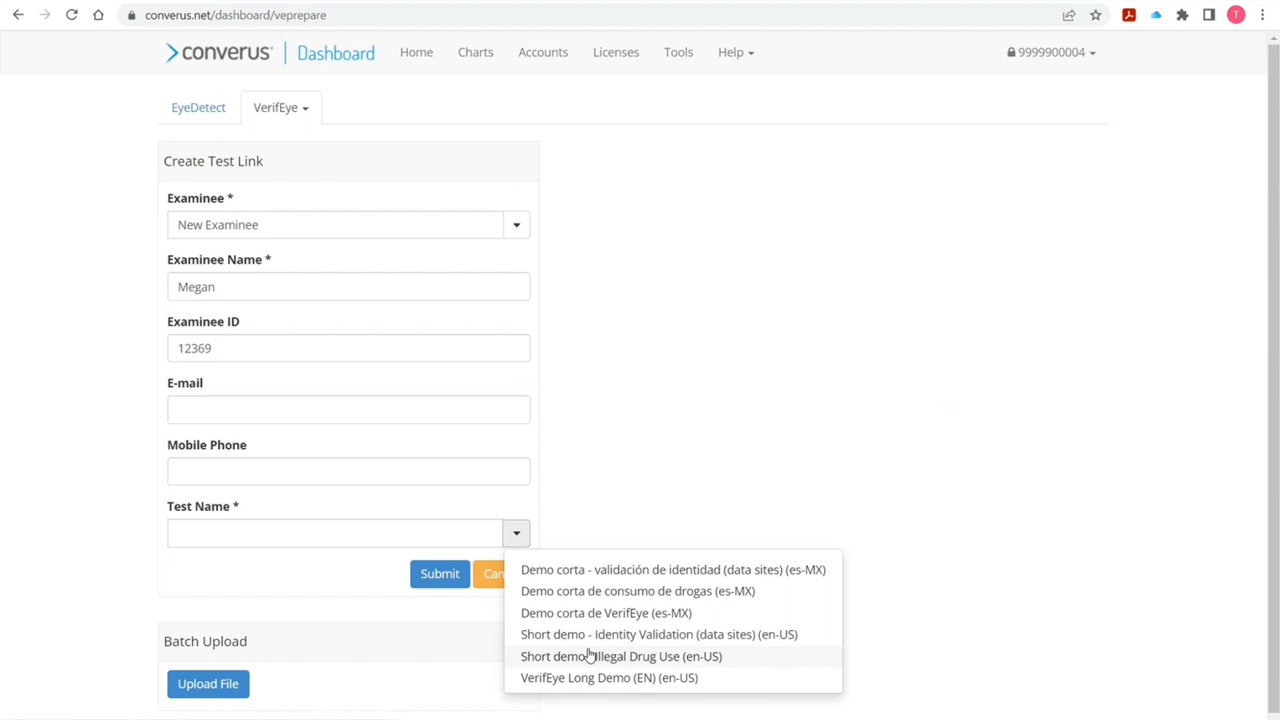 converus.net/dashboard/veprepare
T
converus® | Dashboard Home Charts Accounts Licenses Tools Help 9999900004
EyeDetect VerifEye
Create Test Link
Examinee *
New Examinee
Examinee Name *
Megan
Examinee ID
12369
E-mail
Mobile Phone
Test Name *
Submit Can
Demo corta - validación de identidad (data sites) (es-MX)
Demo corta de consumo de drogas (es-MX)
Demo corta de VerifEye (es-MX)
Short demo - Identity Validation (data sites) (en-US)
Short demo - Illegal Drug Use (en-US)
VerifEye Long Demo (EN) (en-US)
Batch Upload
Upload File